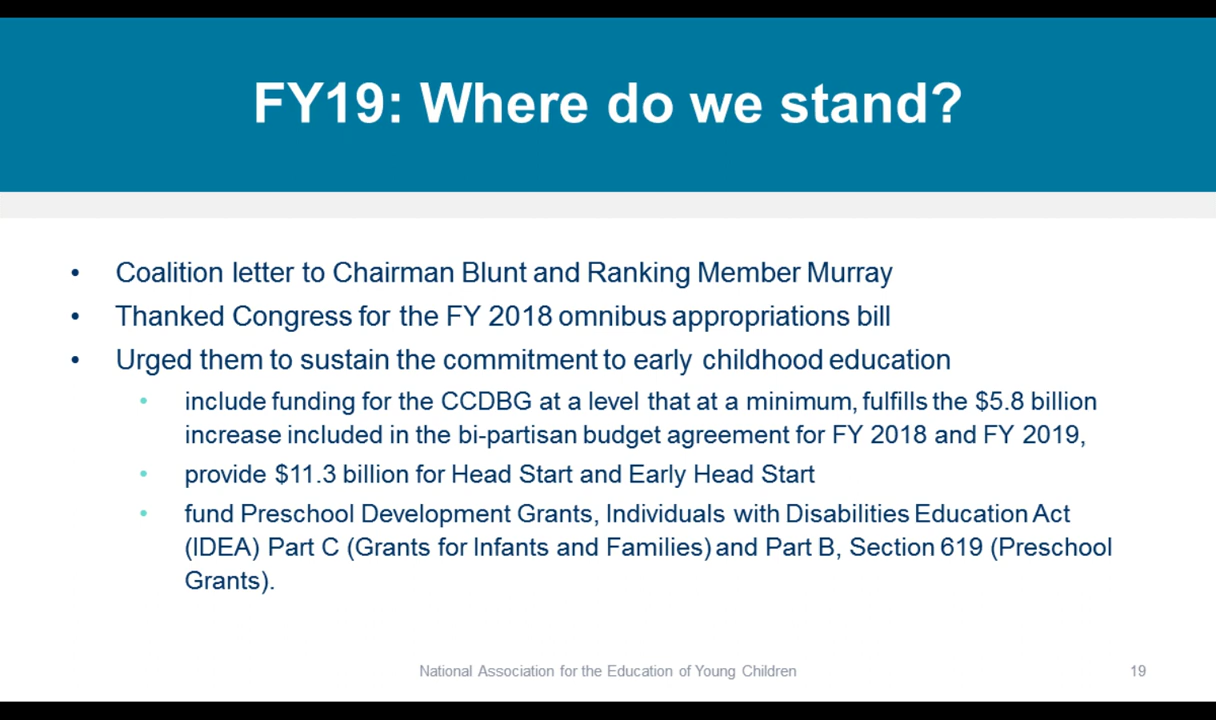 FY19: Where do we stand?
• Coalition letter to Chairman Blunt and Ranking Member Murray
• Thanked Congress for the FY 2018 omnibus appropriations bill
• Urged them to sustain the commitment to early childhood education
• include funding for the CCDBG at a level that at a minimum, fulfills the $5.8 billion
increase included in the bi-partisan budget agreement for FY 2018 and FY 2019,
• provide $11.3 billion for Head Start and Early Head Start
• fund Preschool Development Grants, Individuals with Disabilities Education Act
(IDEA) Part C (Grants for Infants and Families) and Part B, Section 619 (Preschool
Grants).
National Association for the Education of Young Children
19